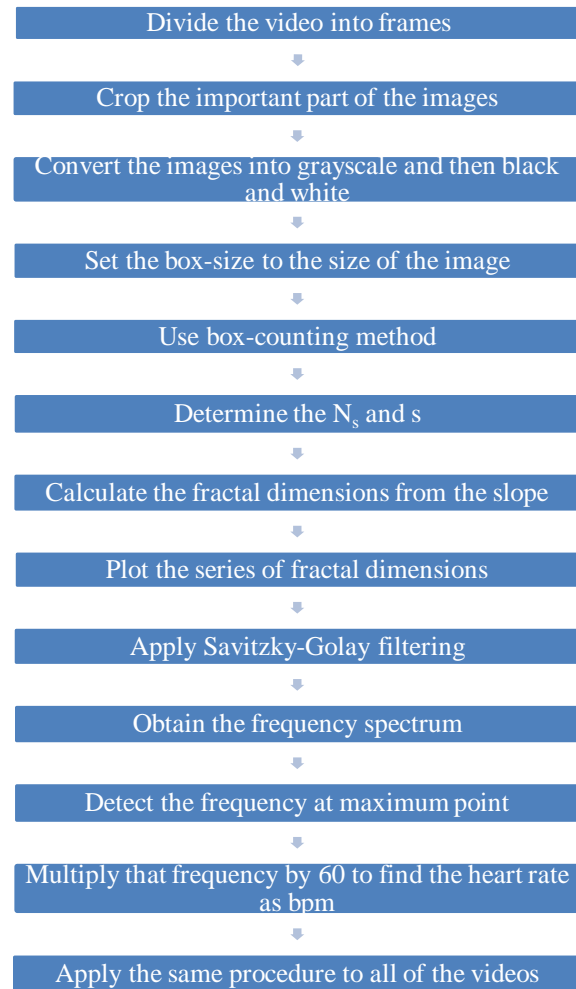 Divide the video into frames
Crop the important part of the images
Convert the images into grayscale and then black
and white
Set the box-size to the size of the image
Use box-counting method
Determine the Nₛ and s
Calculate the fractal dimensions from the slope
Plot the series of fractal dimensions
Apply Savitzky-Golay filtering
Obtain the frequency spectrum
Detect the frequency at maximum point
Multiply that frequency by 60 to find the heart rate
as bpm
Apply the same procedure to all of the videos